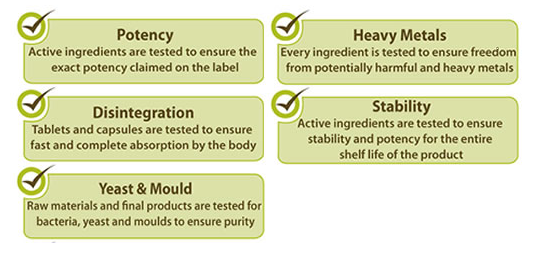 Potency
Active ingredients are tested to ensure the
exact potency claimed on the label
Heavy Metals
Every ingredient is tested to ensure freedom
from potentially harmful and heavy metals
Disintegration
Tablets and capsules are tested to ensure
fast and complete absorption by the body
Stability
Active ingredients are tested to ensure
stability and potency for the entire
shelf life of the product
Yeast & Mould
Raw materials and final products are tested for
bacteria, yeast and moulds to ensure purity